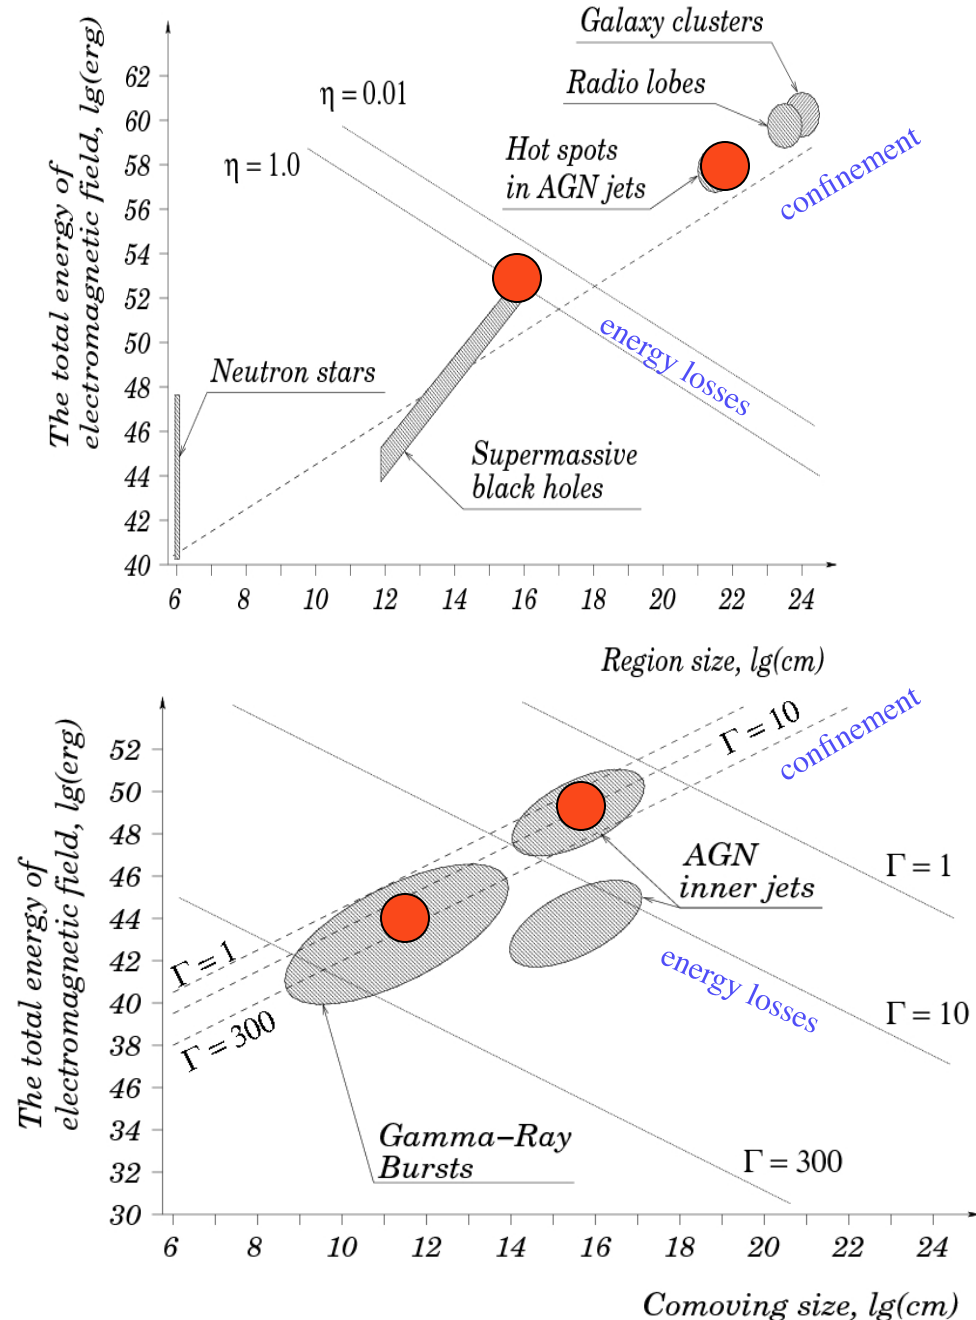 The total energy of
electromagnetic field, lg(erg)
62
60
58
56
54
52
50
48
46
44
42
40
η = 0.01
η = 1.0
Galaxy clusters
Radio lobes
Hot spots
in AGN jets
confinement
energy losses
Neutron stars
Supermassive
black holes
6 8 10 12 14 16 18 20 22 24
Region size, lg(cm)
The total energy of
electromagnetic field, lg(erg)
52
50
48
46
44
42
40
38
46
34
32
30
Γ = 10
confinement
AGN
inner jets
Γ = 1
Γ = 1
energy losses
Γ = 10
Γ = 300
Gamma–Ray
Bursts
Γ = 300
6 8 10 12 14 16 18 20 22 24
Comoving size, lg(cm)